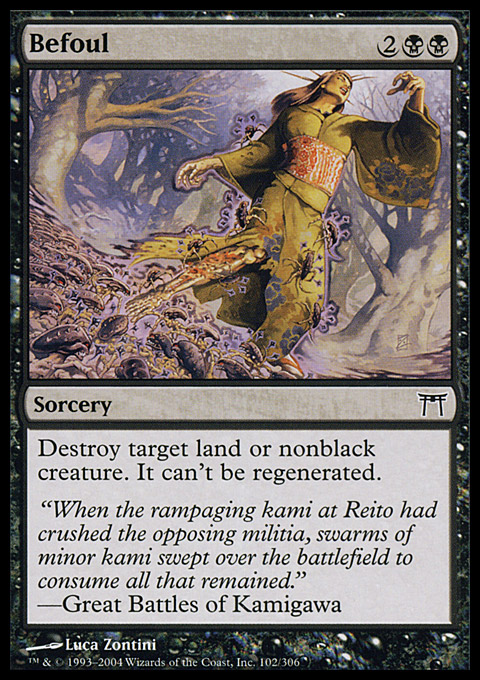 Befoul 2
Sorcery
Destroy target land or nonblack
creature. It can't be regenerated.
“When the rampaging kami at Reito had
crushed the opposing militia, swarms of
minor kami swept over the battlefield to
consume all that remained.”
—Great Battles of Kamigawa
Luca Zontini
™ & © 1993–2004 Wizards of the Coast, Inc. 102/306